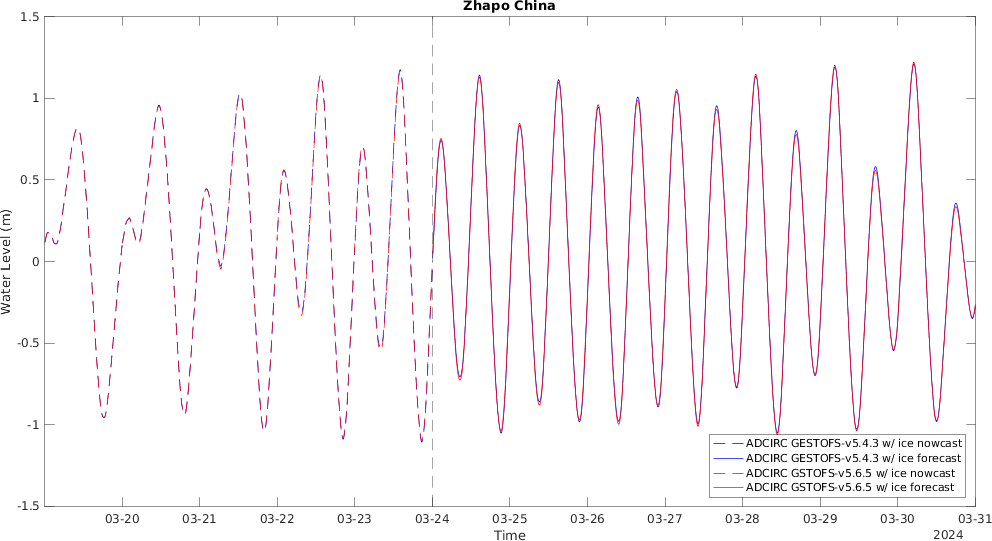 Zhapo China
1.5
1
0.5
0
-0.5
-1
-1.5
Water Level (m)
ADCIRC GESTOFS-v5.4.3 w/ ice nowcast
ADCIRC GESTOFS-v5.4.3 w/ ice forecast
ADCIRC GSTOFS-v5.6.5 w/ ice nowcast
ADCIRC GSTOFS-v5.6.5 w/ ice forecast
03-20 03-21 03-22 03-23 03-24 03-25 03-26 03-27 03-28 03-29 03-30 03-31
Time
2024